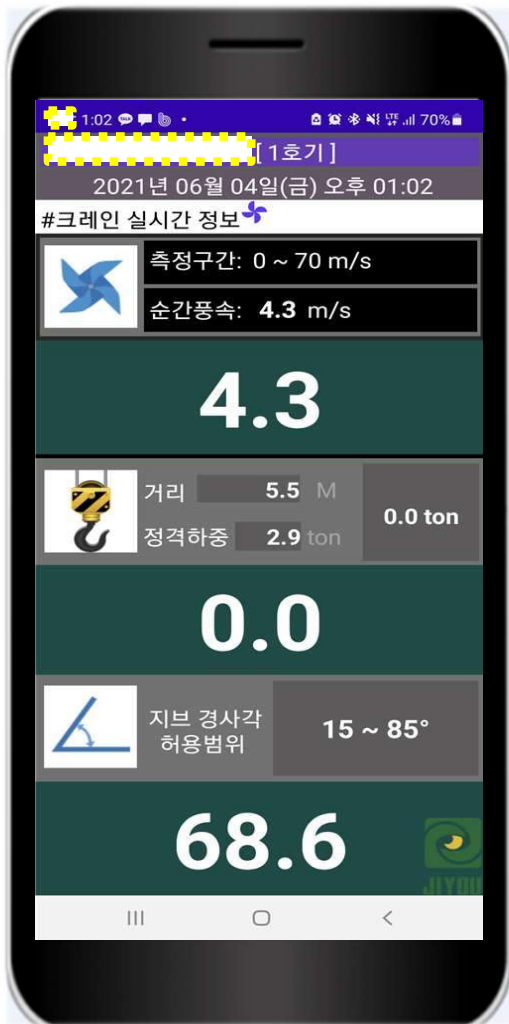 1:02 70%
[ 1호기 ]
2021년 06월 04일(금) 오후 01:02
#크레인 실시간 정보
측정구간: 0 ~ 70 m/s
순간풍속: 4.3 m/s
4.3
거리 5.5 M
정격하중 2.9 ton
0.0 ton
0.0
지브 경사각
허용범위
15 ~ 85°
68.6
JIYOU